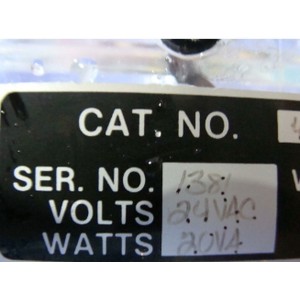 CAT. NO.
SER. NO. 1381
VOLTS 24VAC
WATTS 20VA